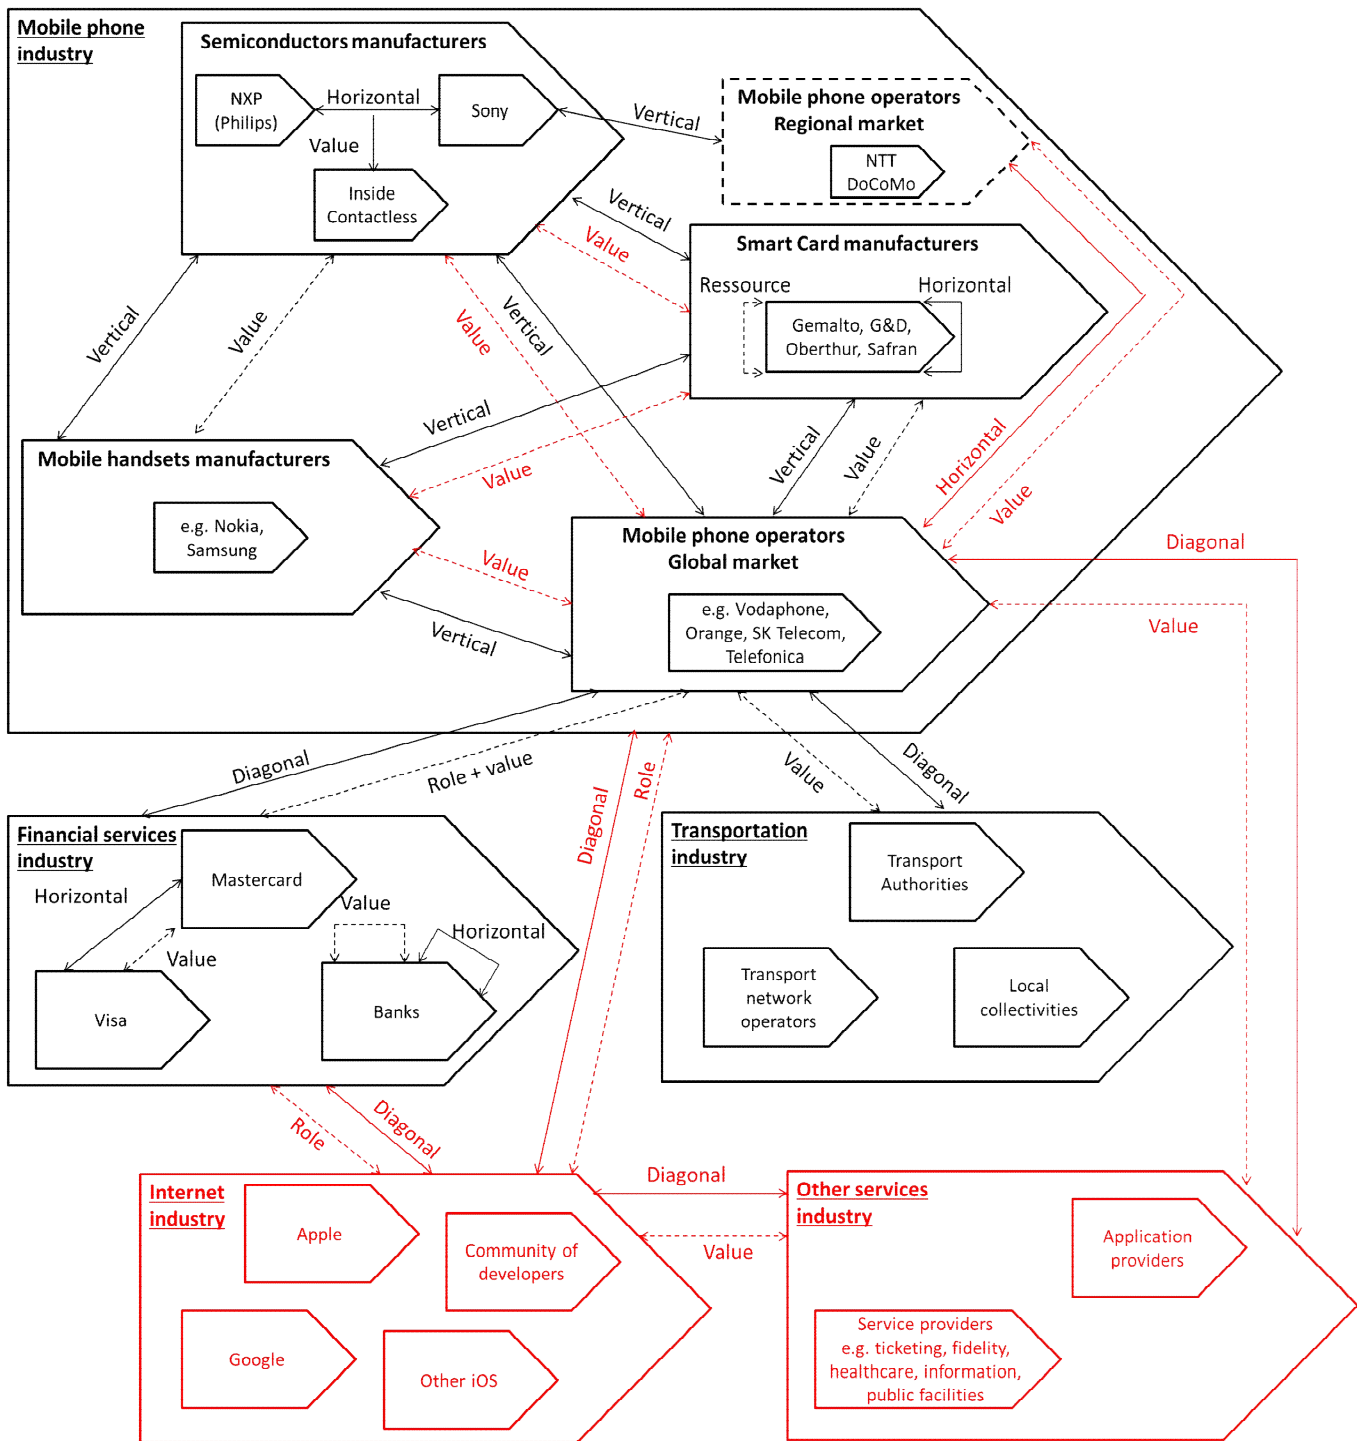 Mobile phone
industry
Semiconductors manufacturers
NXP
(Philips)
Horizontal
Sony
Value
Inside
Contactless
Vertical
Mobile phone operators
Regional market
NTT
DoCoMo
Vertical
Value
Smart Card manufacturers
Ressource
Horizontal
Gemalto, G&D,
Oberthur, Safran
Vertical
Value
Value
Vertical
Vertical
Value
Vertical
Value
Horizontal
Value
Mobile handsets manufacturers
e.g. Nokia,
Samsung
Value
Vertical
Mobile phone operators
Global market
e.g. Vodaphone,
Orange, SK Telecom,
Telefonica
Diagonal
Value
Diagonal
Role + value
Diagonal
Role
Value
Diagonal
Financial services
industry
Mastercard
Horizontal
Value
Value
Horizontal
Visa
Banks
Transportation
industry
Transport
Authorities
Transport
network
operators
Local
collectivities
Role
Diagonal
Internet
industry
Apple
Community of
developers
Google
Other iOS
Diagonal
Value
Other services
industry
Application
providers
Service providers
e.g. ticketing, fidelity,
healthcare, information,
public facilities